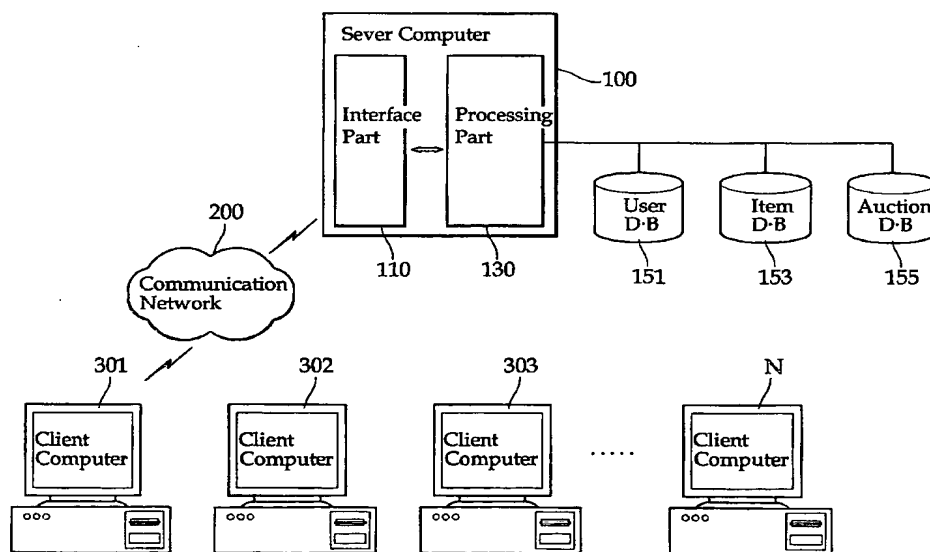 Sever Computer
100
Interface
Part
Processing
Part
User
D·B
Item
D·B
Auction
D·B
110
130
151
153
155
200
Communication
Network
301
302
303
N
Client
Computer
Client
Computer
Client
Computer
.....
Client
Computer